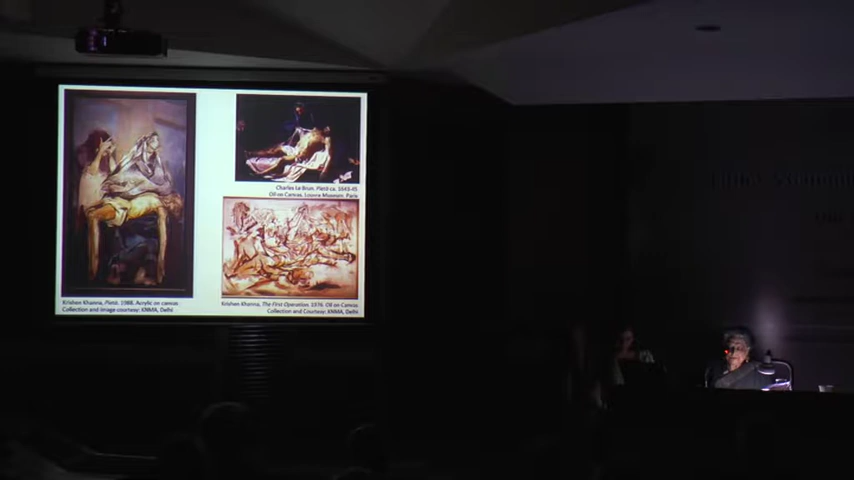 Charles Le Brun, Pietà ca. 1643-45
Oil on Canvas, Louvre Museum, Paris
Krishen Khanna, Pietà. 1988. Acrylic on canvas
Collection and image courtesy: KNMA, Delhi
Krishen Khanna, The First Operation. 1976. Oil on Canvas
Collection and Courtesy: KNMA, Delhi